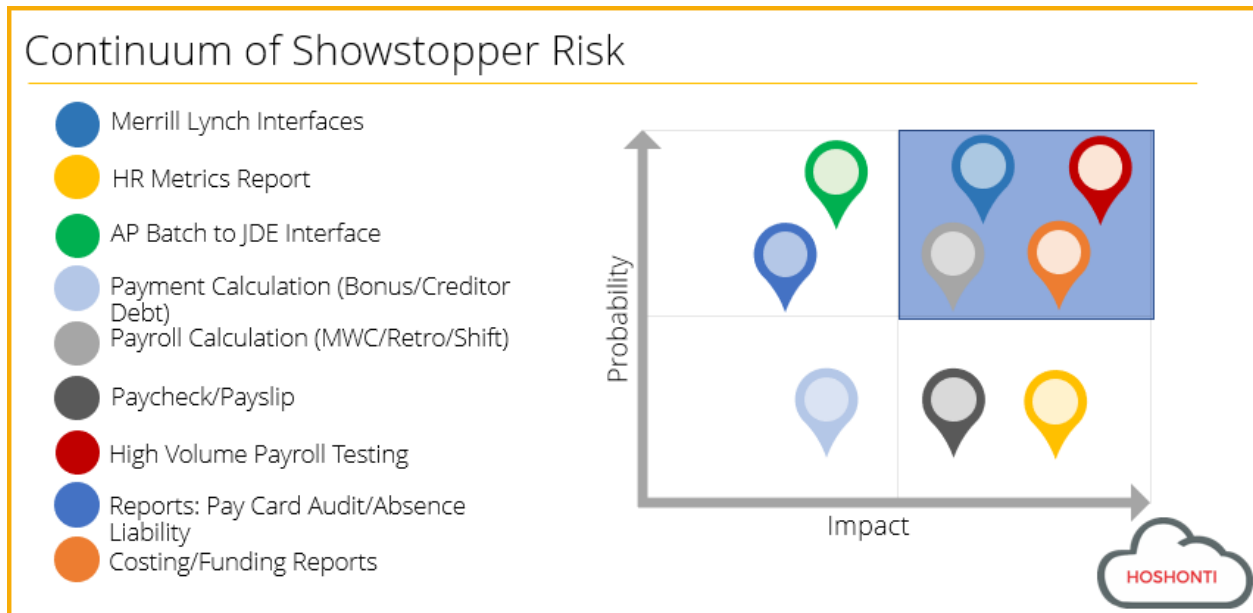 Continuum of Showstopper Risk
Merrill Lynch Interfaces
HR Metrics Report
AP Batch to JDE Interface
Payment Calculation (Bonus/Creditor
Debt)
Payroll Calculation (MWC/Retro/Shift)
Paycheck/Payslip
High Volume Payroll Testing
Reports: Pay Card Audit/Absence
Liability
Costing/Funding Reports
Probability
Impact
HOSHONTI